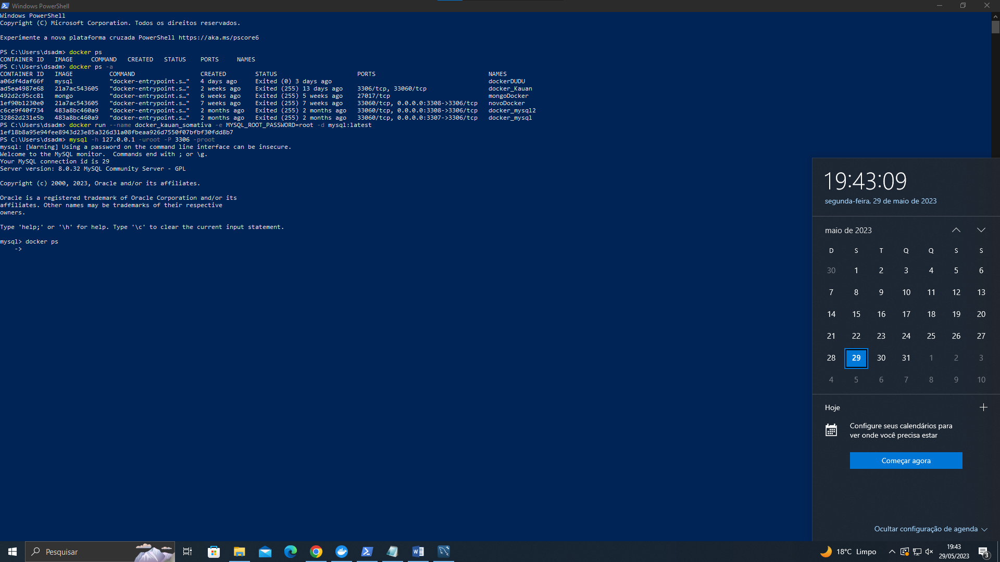 Windows PowerShell
Windows PowerShell
Copyright (C) Microsoft Corporation. Todos os direitos reservados.
Experimente a nova plataforma cruzada PowerShell https://aka.ms/pscore6
PS C:\Users\dsadm> docker ps
CONTAINER ID   IMAGE     COMMAND   CREATED   STATUS    PORTS     NAMES
PS C:\Users\dsadm> docker ps -a
CONTAINER ID   IMAGE          COMMAND                  CREATED        STATUS                      PORTS                               NAMES
a06df4daf66f   mysql          "docker-entrypoint.s…"   4 days ago     Exited (0) 3 days ago                                           dockerDUDU
ad5ea4987e68   21a7ac543605   "docker-entrypoint.s…"   2 weeks ago    Exited (255) 13 days ago    3306/tcp, 33060/tcp                 docker_Kauan
492d2c95cc81   mongo          "docker-entrypoint.s…"   6 weeks ago    Exited (255) 5 weeks ago    27017/tcp                           mongoDocker
1ef90b1230e0   21a7ac543605   "docker-entrypoint.s…"   7 weeks ago    Exited (255) 7 weeks ago    33060/tcp, 0.0.0.0:3308->3306/tcp   novoDocker
c6ce9f40f734   483a8bc460a9   "docker-entrypoint.s…"   2 months ago   Exited (255) 2 months ago   33060/tcp, 0.0.0.0:3306->3306/tcp   docker_mysql2
32862d231e5b   483a8bc460a9   "docker-entrypoint.s…"   2 months ago   Exited (255) 2 months ago   33060/tcp, 0.0.0.0:3307->3306/tcp   docker_mysql
PS C:\Users\dsadm> docker run --name docker_kauan_somativa -e MYSQL_ROOT_PASSWORD=root -d mysql:latest
1ef18b8a95e94fee8943d23e85a326d31a08fbeaa926d7550f07bfbf30fdd8b7
PS C:\Users\dsadm> mysql -h 127.0.0.1 -uroot -P 3306 -proot
mysql: [Warning] Using a password on the command line interface can be insecure.
Welcome to the MySQL monitor.  Commands end with ; or \g.
Your MySQL connection id is 29
Server version: 8.0.32 MySQL Community Server - GPL
Copyright (c) 2000, 2023, Oracle and/or its affiliates.
Oracle is a registered trademark of Oracle Corporation and/or its
affiliates. Other names may be trademarks of their respective
owners.
Type 'help;' or '\h' for help. Type '\c' to clear the current input statement.
mysql> docker ps
    ->
19:43:09
segunda-feira, 29 de maio de 2023
maio de 2023
D S T Q Q S S
30 1 2 3 4 5 6
7 8 9 10 11 12 13
14 15 16 17 18 19 20
21 22 23 24 25 26 27
28 29 30 31 1 2 3
4 5 6 7 8 9 10
Hoje
Configure seus calendários para
ver onde você precisa estar
Começar agora
Ocultar configuração de agenda
Pesquisar
18°C Limpo
19:43
29/05/2023
3